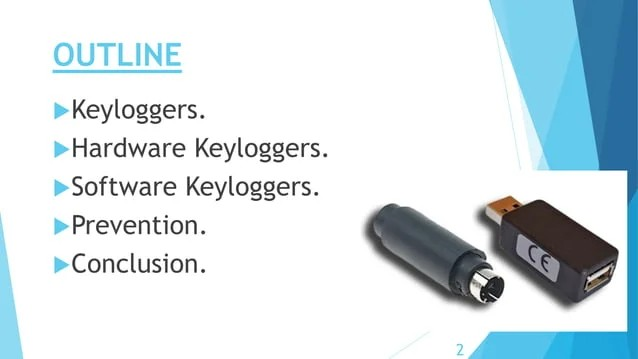 OUTLINE
Keyloggers.
Hardware Keyloggers.
Software Keyloggers.
Prevention.
Conclusion.
CE
2